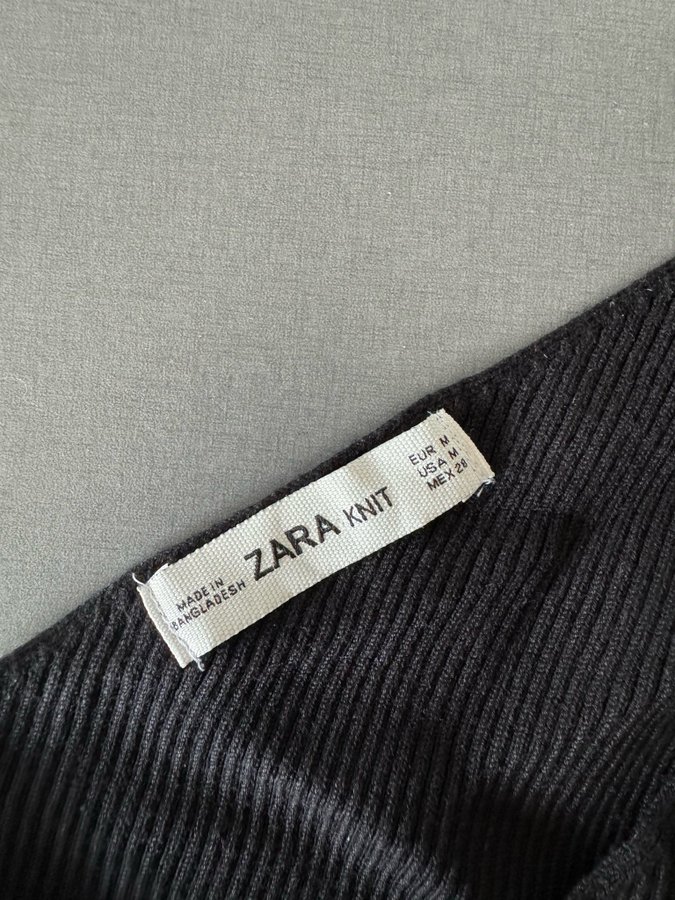 MADE IN
BANGLADESH
ZARA KNIT
EUR M
USA M
MEX 28